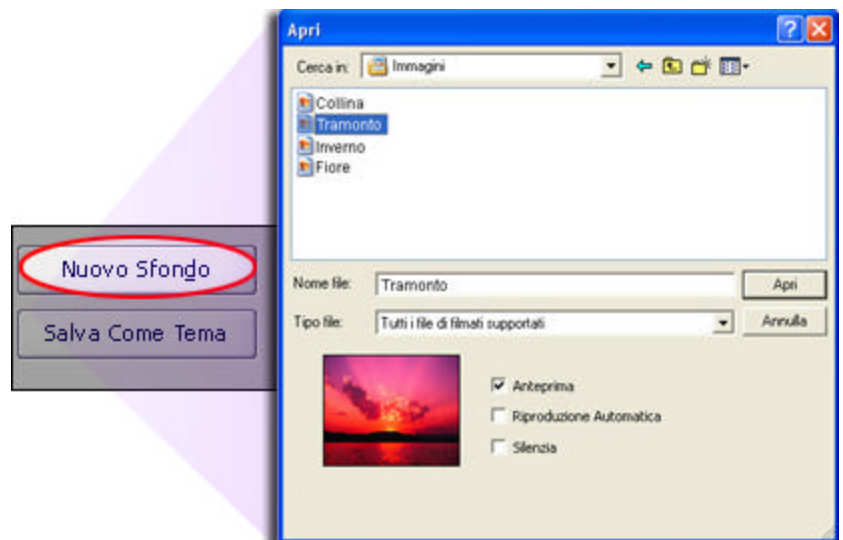 Nuovo Sfondo
Salva Come Tema
Apri
Cerca in: Immagini
Collina
Tramonto
Inverno
Fiore
Nome file: Tramonto Apri
Tipo file: Tutti i file di filmati supportati Annulla
Anteprima
Riproduzione Automatica
Silenzia